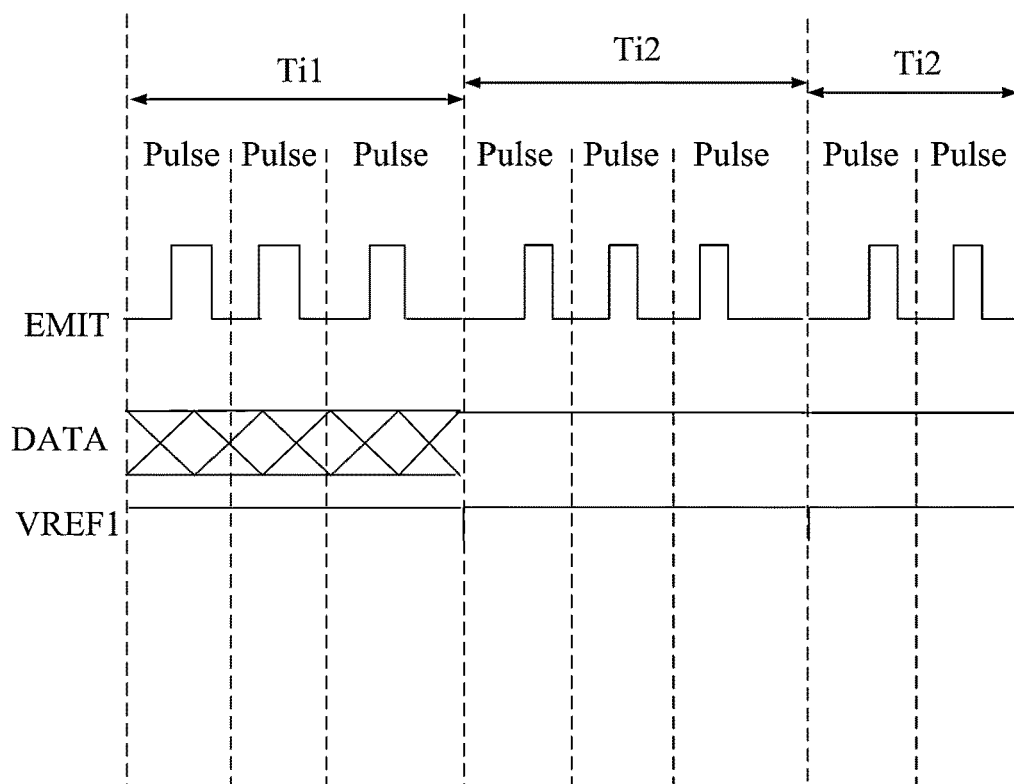 Ti1 Ti2 Ti2
Pulse Pulse Pulse Pulse Pulse Pulse Pulse Pulse
EMIT
DATA
VREF1